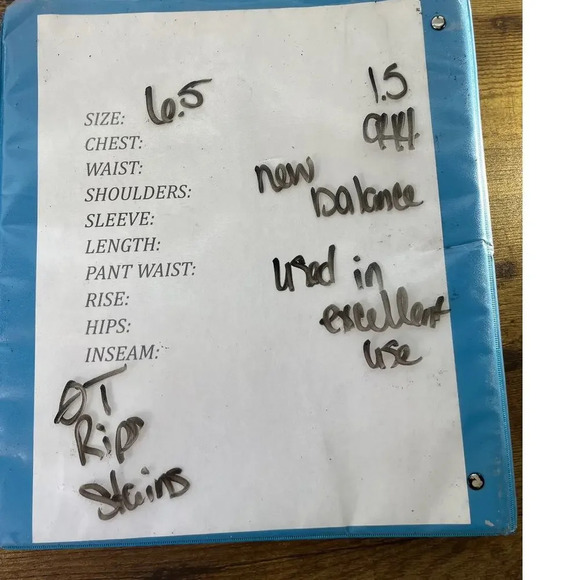 SIZE: 6.5
CHEST:
WAIST:
SHOULDERS:
SLEEVE:
LENGTH:
PANT WAIST:
RISE:
HIPS:
INSEAM:
1.5
new
balance
used in
excellent
use
Rips
Stains